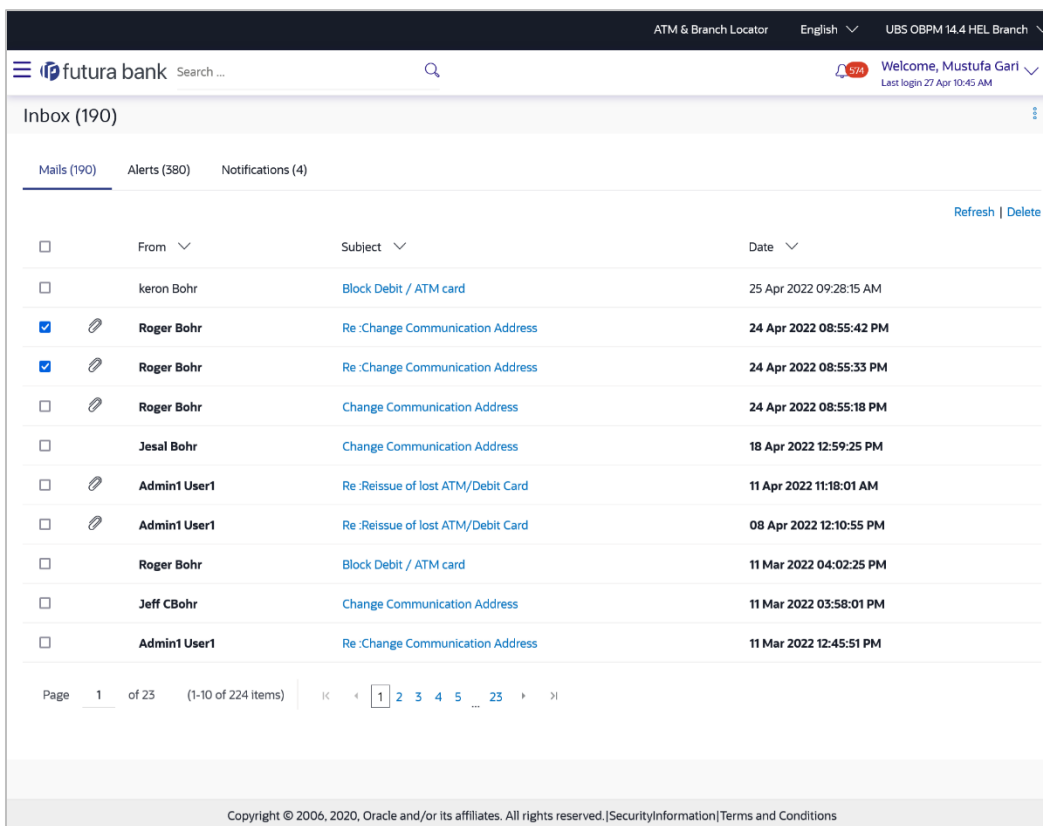 ATM & Branch Locator English UBS OBPM 14.4 HEL Branch
futura bank Search ... 574 Welcome, Mustufa Gari
Last login 27 Apr 10:45 AM
Inbox (190)
Mails (190) Alerts (380) Notifications (4)
Refresh | Delete
From Subject Date
keron Bohr Block Debit / ATM card 25 Apr 2022 09:28:15 AM
Roger Bohr Re :Change Communication Address 24 Apr 2022 08:55:42 PM
Roger Bohr Re :Change Communication Address 24 Apr 2022 08:55:33 PM
Roger Bohr Change Communication Address 24 Apr 2022 08:55:18 PM
Jesal Bohr Change Communication Address 18 Apr 2022 12:59:25 PM
Admin1 User1 Re :Reissue of lost ATM/Debit Card 11 Apr 2022 11:18:01 AM
Admin1 User1 Re :Reissue of lost ATM/Debit Card 08 Apr 2022 12:10:55 PM
Roger Bohr Block Debit / ATM card 11 Mar 2022 04:02:25 PM
Jeff CBohr Change Communication Address 11 Mar 2022 03:58:01 PM
Admin1 User1 Re :Change Communication Address 11 Mar 2022 12:45:51 PM
Page 1 of 23 (1-10 of 224 items) 1 2 3 4 5 ... 23
Copyright © 2006, 2020, Oracle and/or its affiliates. All rights reserved.|SecurityInformation|Terms and Conditions